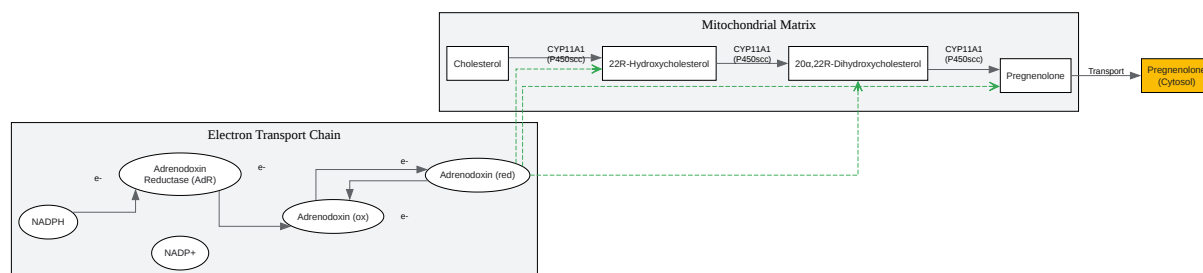 Mitochondrial Matrix
Cholesterol
CYP11A1
(P450scc)
22R-Hydroxycholesterol
CYP11A1
(P450scc)
20α,22R-Dihydroxycholesterol
CYP11A1
(P450scc)
Pregnenolone
Transport
Pregnenolone
(Cytosol)
Electron Transport Chain
NADPH
e-
Adrenodoxin
Reductase (AdR)
e-
NADP+
Adrenodoxin (ox)
e-
Adrenodoxin (red)
e-